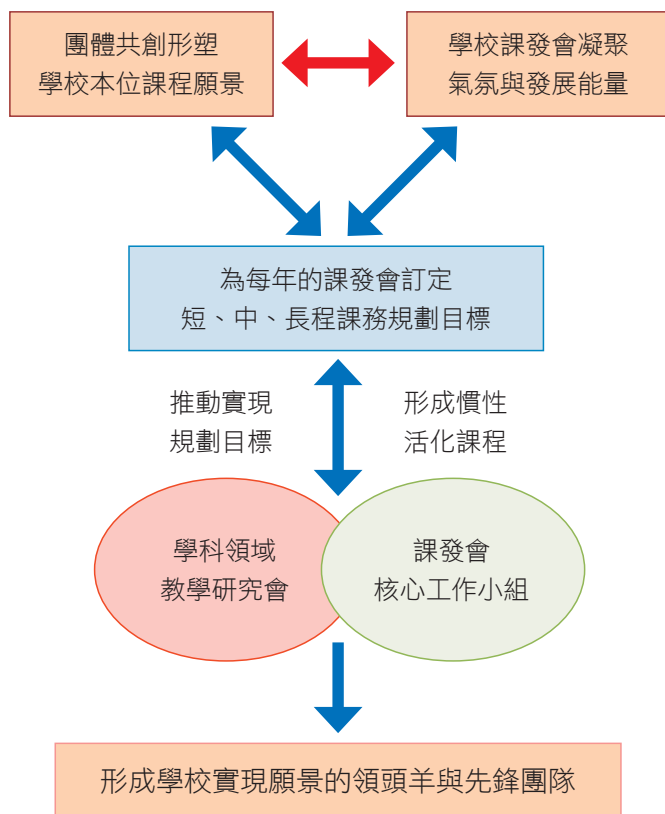 團體共創形塑
學校本位課程願景
學校課發會凝聚
氣氛與發展能量
為每年的課發會訂定
短、中、長程課務規劃目標
推動實現
規劃目標
形成慣性
活化課程
學科領域
教學研究會
課發會
核心工作小組
形成學校實現願景的領頭羊與先鋒團隊